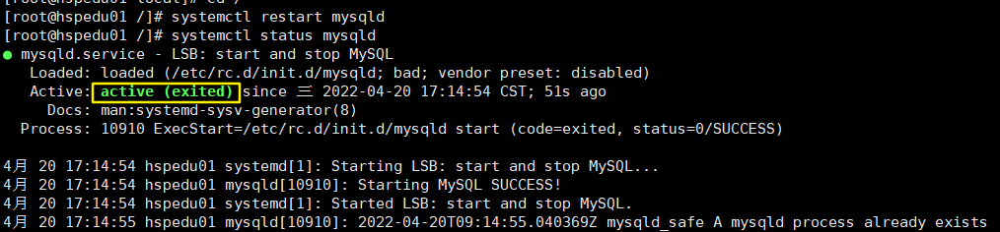 [root@hspedu01 /]# systemctl restart mysqld
[root@hspedu01 /]# systemctl status mysqld
● mysqld.service - LSB: start and stop MySQL
Loaded: loaded (/etc/rc.d/init.d/mysqld; bad; vendor preset: disabled)
Active: active (exited) since 三 2022-04-20 17:14:54 CST; 51s ago
Docs: man:systemd-sysv-generator(8)
Process: 10910 ExecStart=/etc/rc.d/init.d/mysqld start (code=exited, status=0/SUCCESS)
4月 20 17:14:54 hspedu01 systemd[1]: Starting LSB: start and stop MySQL...
4月 20 17:14:54 hspedu01 mysqld[10910]: Starting MySQL SUCCESS!
4月 20 17:14:54 hspedu01 systemd[1]: Started LSB: start and stop MySQL.
4月 20 17:14:55 hspedu01 mysqld[10910]: 2022-04-20T09:14:55.040369Z mysqld_safe A mysqld process already exists